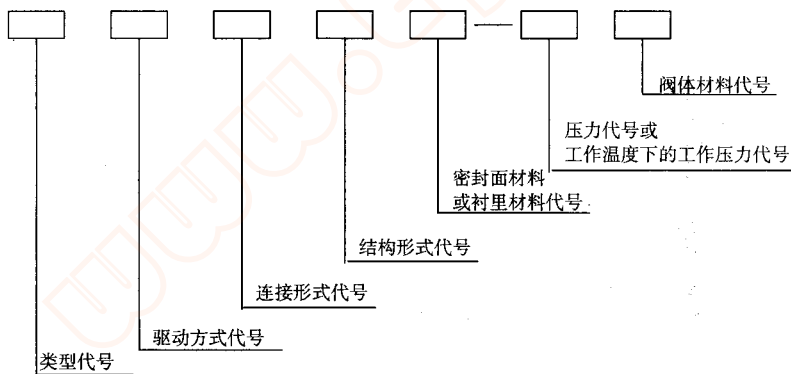 阀体材料代号
压力代号或
工作温度下的工作压力代号
密封面材料
或衬里材料代号
结构形式代号
连接形式代号
驱动方式代号
类型代号